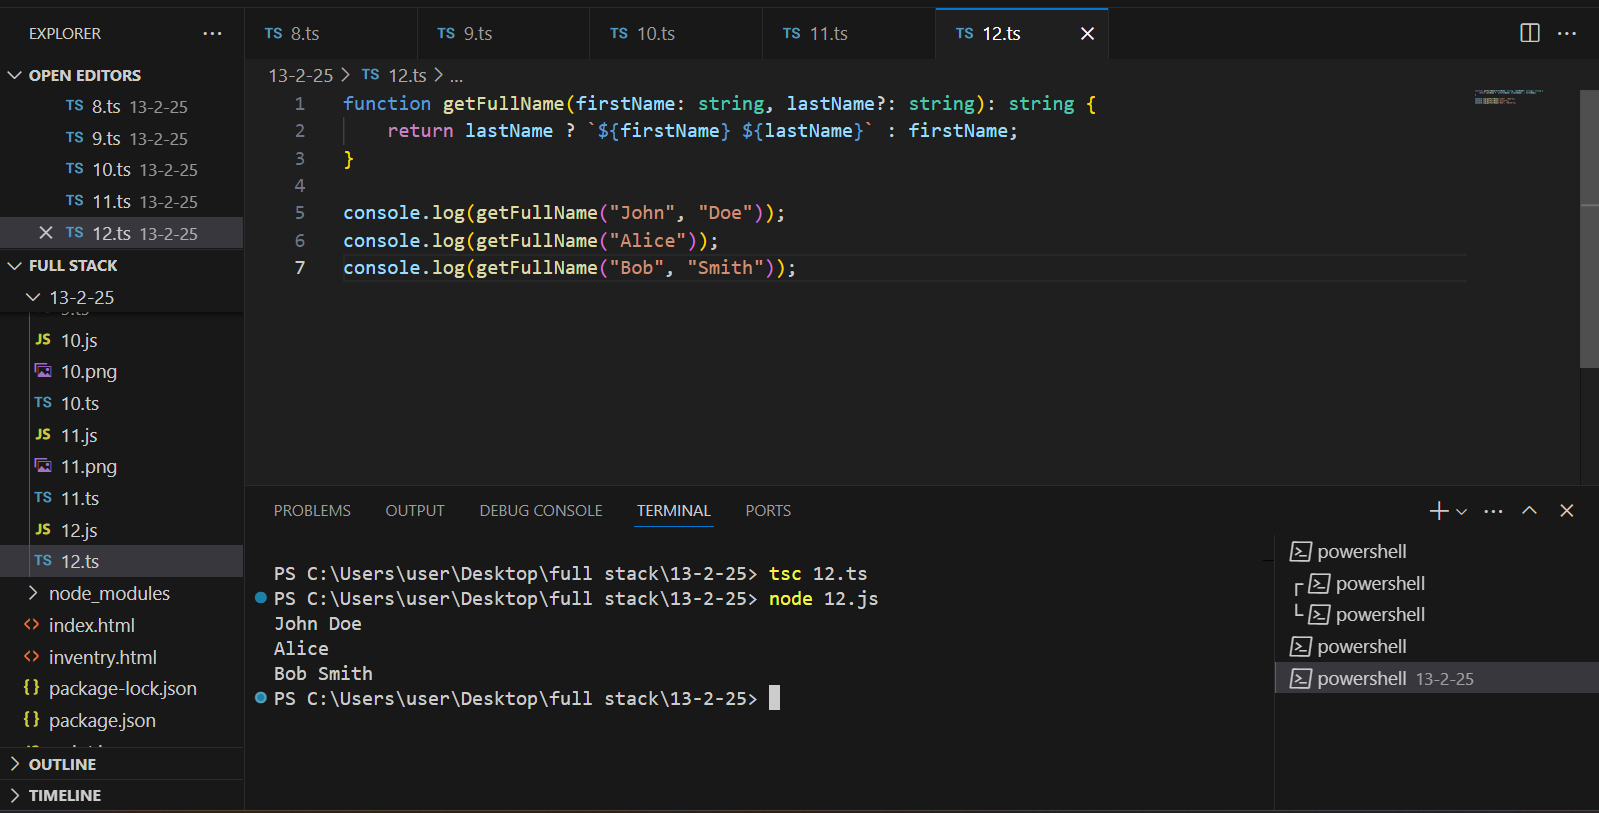 EXPLORER ...
OPEN EDITORS
TS 8.ts 13-2-25
TS 9.ts 13-2-25
TS 10.ts 13-2-25
TS 11.ts 13-2-25
TS 12.ts 13-2-25
FULL STACK
13-2-25
JS 10.js
10.png
TS 10.ts
JS 11.js
11.png
TS 11.ts
JS 12.js
TS 12.ts
node_modules
<> index.html
<> inventry.html
{} package-lock.json
{} package.json
OUTLINE
TIMELINE
TS 8.ts TS 9.ts TS 10.ts TS 11.ts TS 12.ts
13-2-25 > TS 12.ts > ...
1 function getFullName(firstName: string, lastName?: string): string {
2 return lastName ? `${firstName} ${lastName}` : firstName;
3 }
4
5 console.log(getFullName("John", "Doe"));
6 console.log(getFullName("Alice"));
7 console.log(getFullName("Bob", "Smith"));
PROBLEMS OUTPUT DEBUG CONSOLE TERMINAL PORTS
PS C:\Users\user\Desktop\full stack\13-2-25> tsc 12.ts
PS C:\Users\user\Desktop\full stack\13-2-25> node 12.js
John Doe
Alice
Bob Smith
PS C:\Users\user\Desktop\full stack\13-2-25>
powershell
powershell
powershell
powershell
powershell 13-2-25